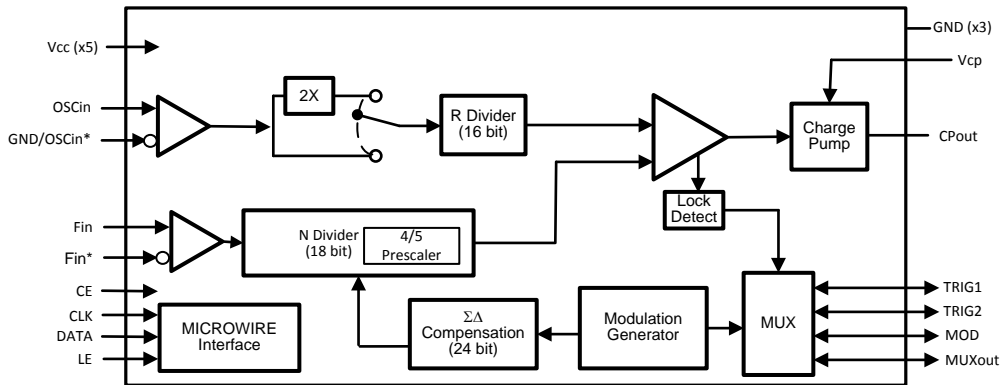 Vcc (x5)
GND (x3)
Vcp
OSCin
GND/OSCin*
2X
R Divider
(16 bit)
Charge
Pump
CPout
Lock
Detect
Fin
Fin*
N Divider
(18 bit)
4/5
Prescaler
CE
CLK
DATA
LE
MICROWIRE
Interface
ΣΔ
Compensation
(24 bit)
Modulation
Generator
MUX
TRIG1
TRIG2
MOD
MUXout